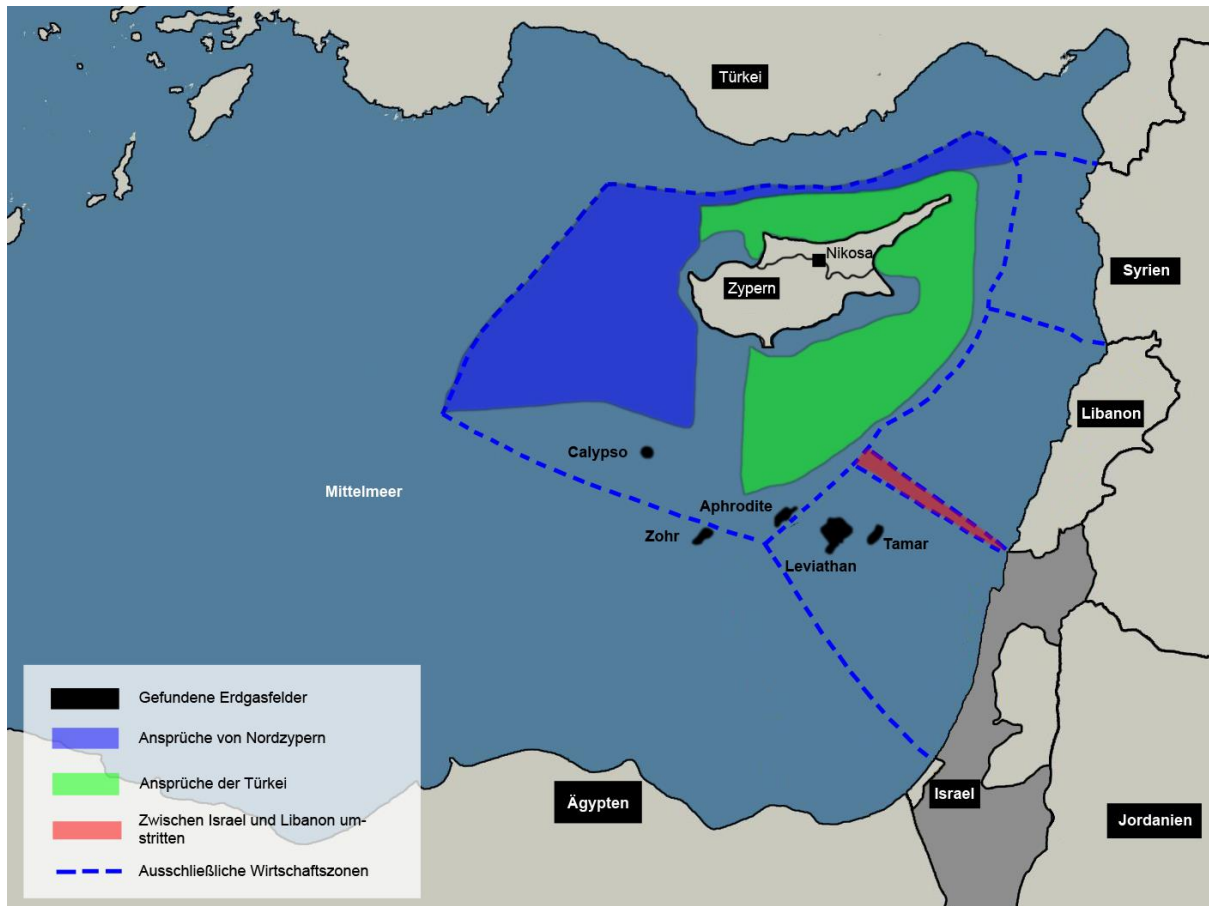 Türkei
Nikosa
Zypern
Syrien
Libanon
Calypso
Mittelmeer
Aphrodite
Zohr
Tamar
Leviathan
Gefundene Erdgasfelder
Ansprüche von Nordzypern
Ansprüche der Türkei
Zwischen Israel und Libanon um-
stritten
Ausschließliche Wirtschaftszonen
Ägypten
Israel
Jordanien